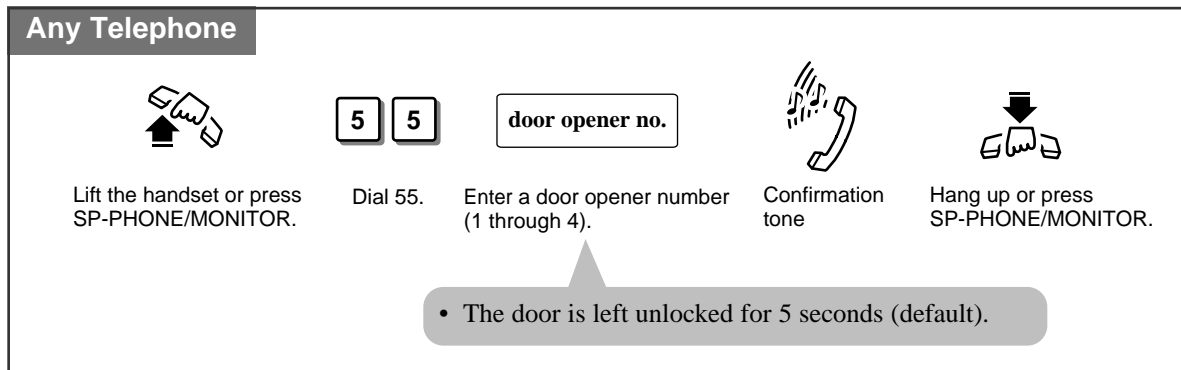 Any Telephone
5 5
door opener no.
Lift the handset or press
SP-PHONE/MONITOR.
Dial 55.
Enter a door opener number
(1 through 4).
Confirmation
tone
Hang up or press
SP-PHONE/MONITOR.
• The door is left unlocked for 5 seconds (default).